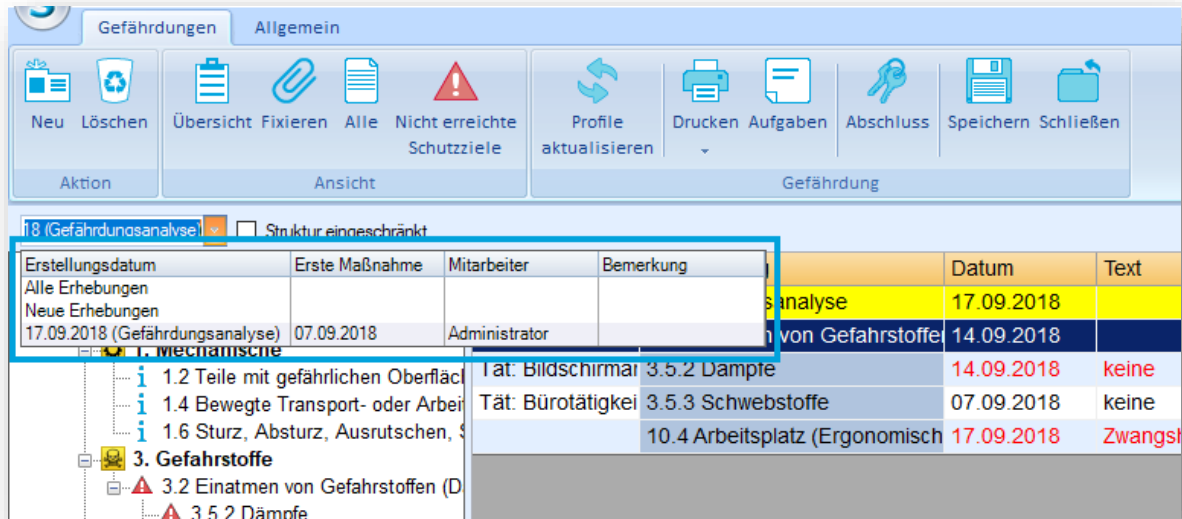 Gefährdungen Allgemein
Neu Löschen Übersicht Fixieren Alle Nicht erreichte Schutzziele Profile aktualisieren Drucken Aufgaben Abschluss Speichern Schließen
Aktion Ansicht Gefährdung
18 (Gefährdungsanalyse) Struktur eingeschränkt
Erstellungsdatum Erste Maßnahme Mitarbeiter Bemerkung Datum Text
Alle Erhebungen
Neue Erhebungen
17.09.2018 (Gefährdungsanalyse) 07.09.2018 Administrator
sanalyse 17.09.2018
von Gefahrstoffe 14.09.2018
1. Mechanische
1.2 Teile mit gefährlichen Oberfläc
1.4 Bewegte Transport- oder Arbei
1.6 Sturz, Absturz, Ausrutschen, S
3. Gefahrstoffe
3.2 Einatmen von Gefahrstoffen (D
3.5.2 Dämpfe
Tät: Bildschirmar 3.5.2 Dämpfe 14.09.2018 keine
Tät: Bürotätigkei 3.5.3 Schwebstoffe 07.09.2018 keine
10.4 Arbeitsplatz (Ergonomisch 17.09.2018 Zwangsh